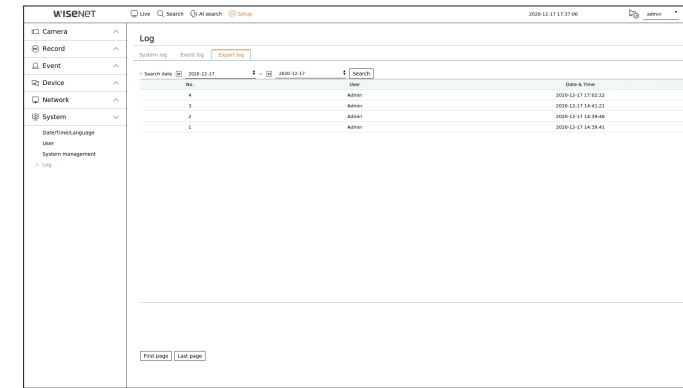 WISENET Live Search AI search Setup 2020-12-17 17:37:06 admin
Camera
Record
Event
Device
Network
System
Date/Time/Language
User
System management
Log
Log
System log Event log Export log
Search date 2020-12-17 ~ 2020-12-17 Search
No. User Date & Time
4 Admin 2020-12-17 17:02:22
3 Admin 2020-12-17 14:41:21
2 Admin 2020-12-17 14:39:46
1 Admin 2020-12-17 14:39:41
First page Last page